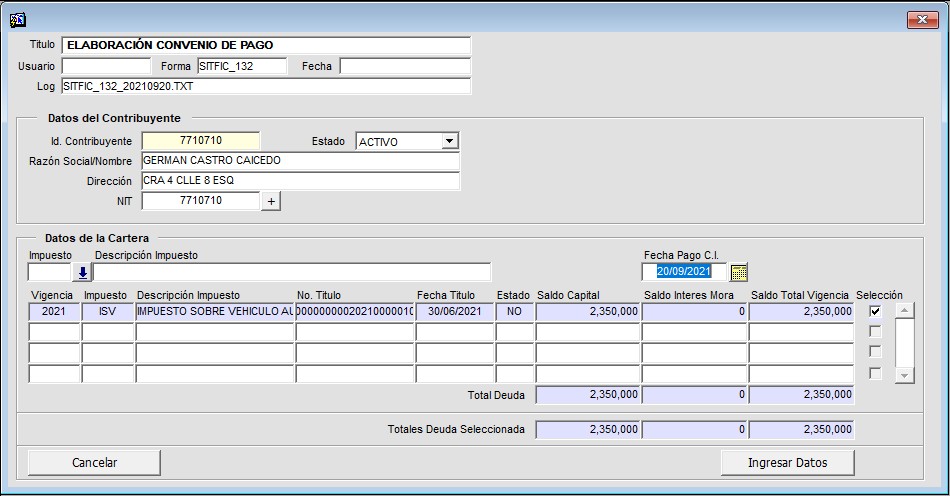 Titulo ELABORACIÓN CONVENIO DE PAGO
Usuario Forma SITFIC_132 Fecha
Log SITFIC_132_20210920.TXT
Datos del Contribuyente
Id. Contribuyente 7710710 Estado ACTIVO
Razón Social/Nombre GERMAN CASTRO CAICEDO
Dirección CRA 4 CLLE 8 ESQ
NIT 7710710 +
Datos de la Cartera
Impuesto Descripción Impuesto Fecha Pago C.I.
20/09/2021
Vigencia Impuesto Descripción Impuesto No. Titulo Fecha Titulo Estado Saldo Capital Saldo Interes Mora Saldo Total Vigencia Selección
2021 ISV IMPUESTO SOBRE VEHICULO AU 30/06/2021 NO 2,350,000 0 2,350,000
Total Deuda 2,350,000 0 2,350,000
Totales Deuda Seleccionada 2,350,000 0 2,350,000
Cancelar Ingresar Datos